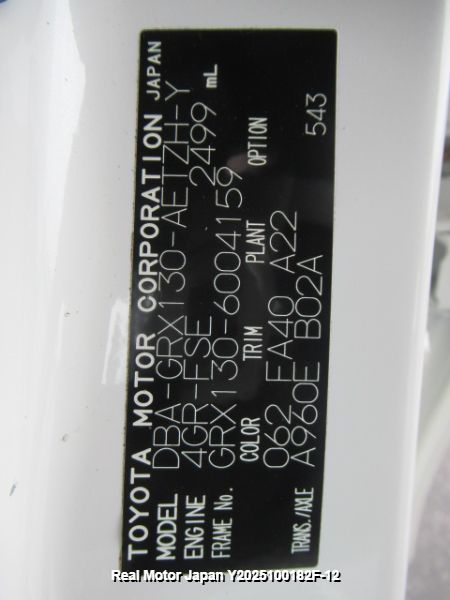 TOYOTA MOTOR CORPORATION JAPAN
MODEL DBA-GRX130-AETZH-Y
ENGINE 4GR-FSE 2499 mL
FRAME No. GRX130-6004159
COLOR TRIM PLANT OPTION
062 FA40 A22
TRANS./AXLE A960E B02A 543
Real Motor Japan Y2025100182F-12